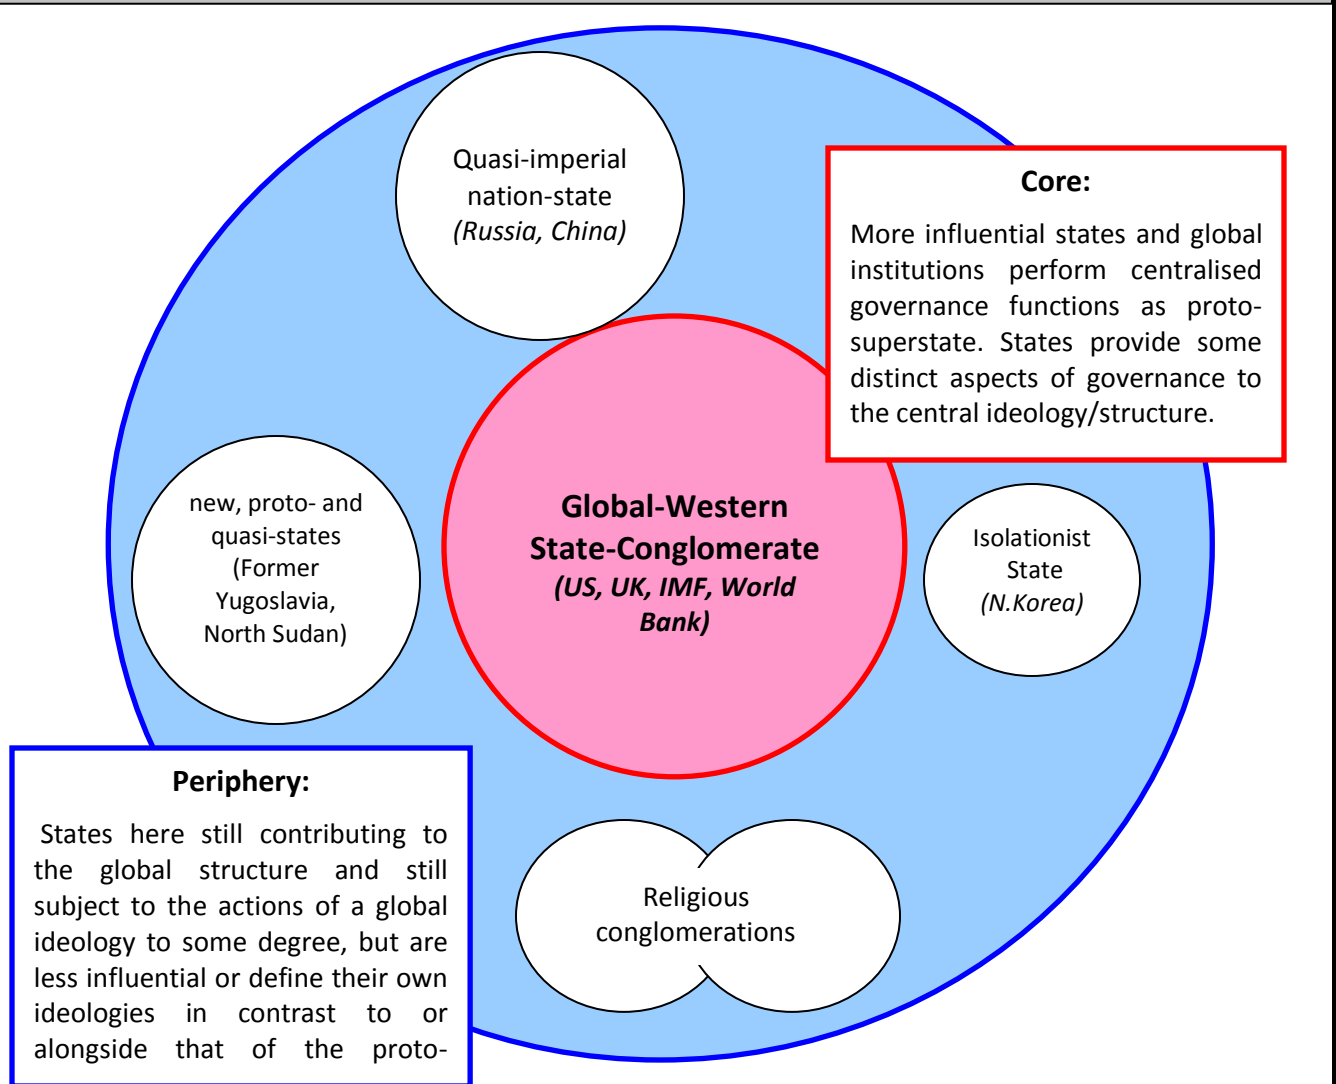 Quasi-imperial
nation-state
(Russia, China)
Core:
More influential states and global
institutions perform centralised
governance functions as proto-
superstate. States provide some
distinct aspects of governance to
the central ideology/structure.
new, proto- and
quasi-states
(Former
Yugoslavia,
North Sudan)
Global-Western
State-Conglomerate
(US, UK, IMF, World
Bank)
Isolationist
State
(N.Korea)
Periphery:
States here still contributing to
the global structure and still
subject to the actions of a global
ideology to some degree, but are
less influential or define their own
ideologies in contrast to or
alongside that of the proto-
Religious
conglomerations